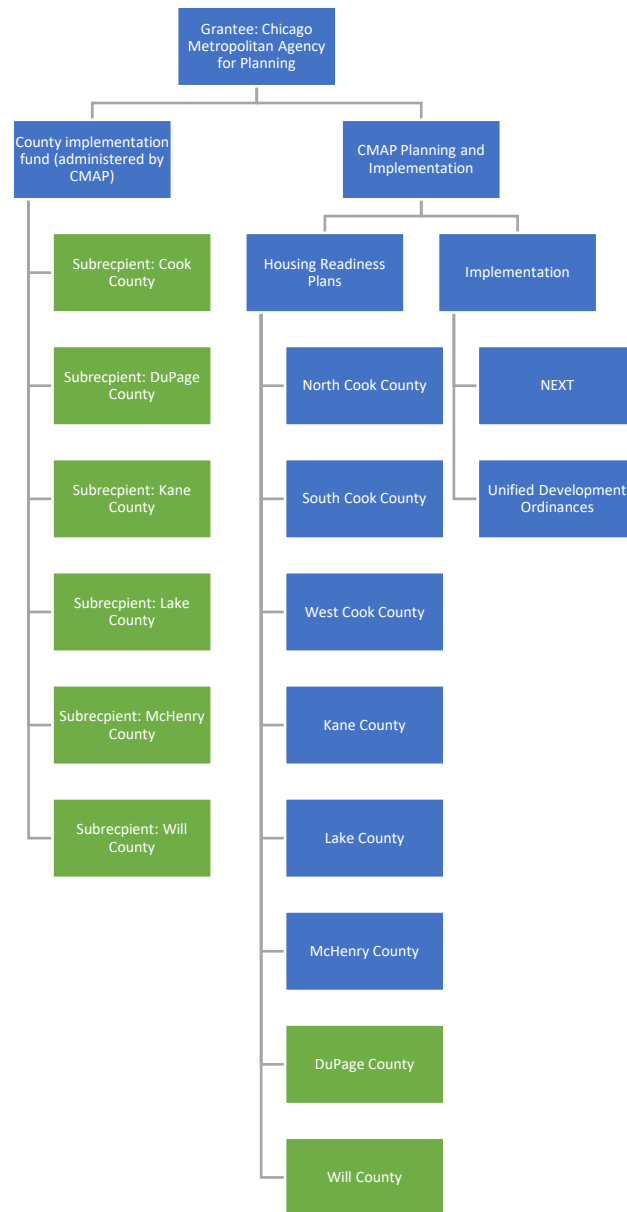 Grantee: Chicago
Metropolitan Agency
for Planning
County implementation
fund (administered by
CMAP)
CMAP Planning and
Implementation
Subrecpient: Cook
County
Subrecpient: DuPage
County
Subrecpient: Kane
County
Subrecpient: Lake
County
Subrecpient: McHenry
County
Subrecpient: Will
County
Housing Readiness
Plans
Implementation
North Cook County
South Cook County
West Cook County
Kane County
Lake County
McHenry County
DuPage County
Will County
NEXT
Unified Development
Ordinances